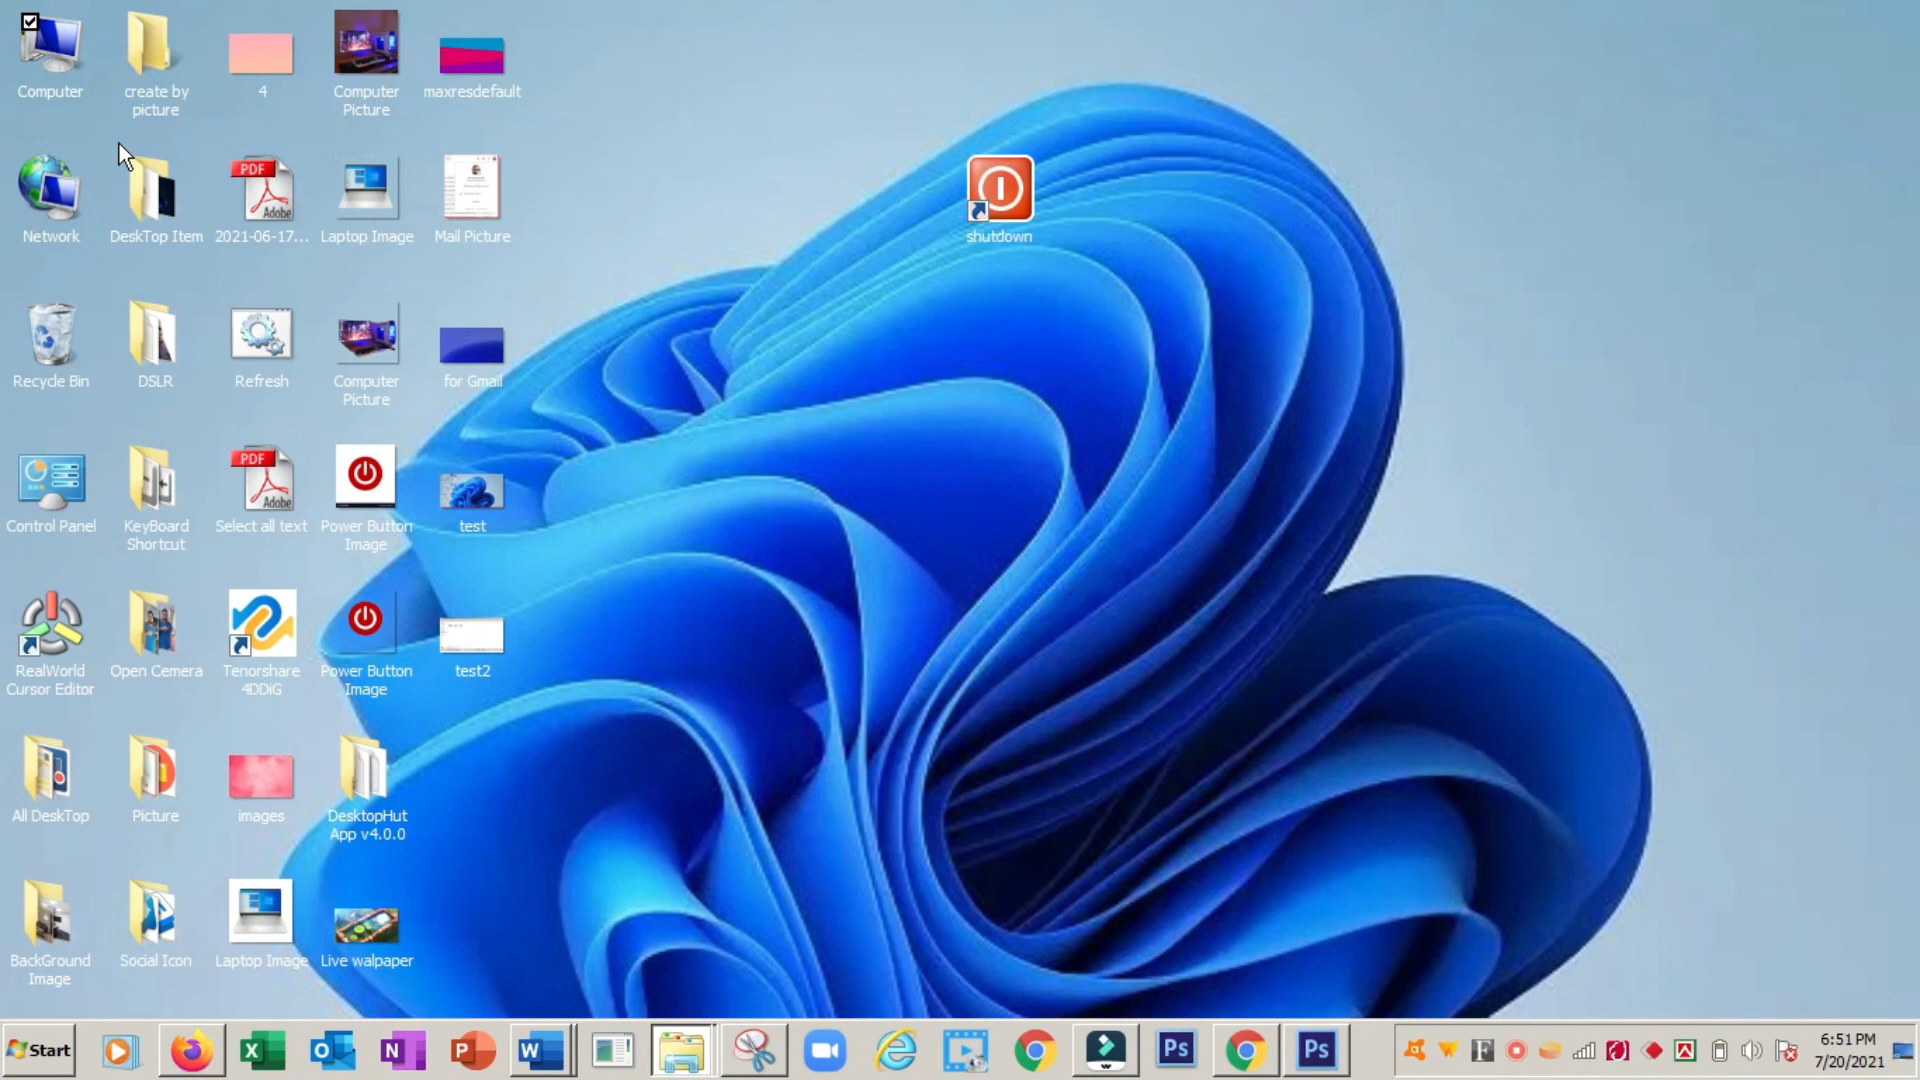 Computer
create by
picture
4
Computer
Picture
maxresdefault
Network
DeskTop Item
PDF
Adobe
2021-06-17...
Laptop Image
Mail Picture
shutdown
Recycle Bin
DSLR
Refresh
Computer
Picture
for Gmail
Control Panel
KeyBoard
Shortcut
PDF
Adobe
Select all text
Power Button
Image
test
RealWorld
Cursor Editor
Open Cemera
Tenorshare
4DDiG
Power Button
Image
test2
All DeskTop
Picture
images
DesktopHut
App v4.0.0
BackGround
Image
Social Icon
Laptop Image
Live walpaper
Start
X
O
N
P
W
Ps
Ps
F
6:51 PM
7/20/2021